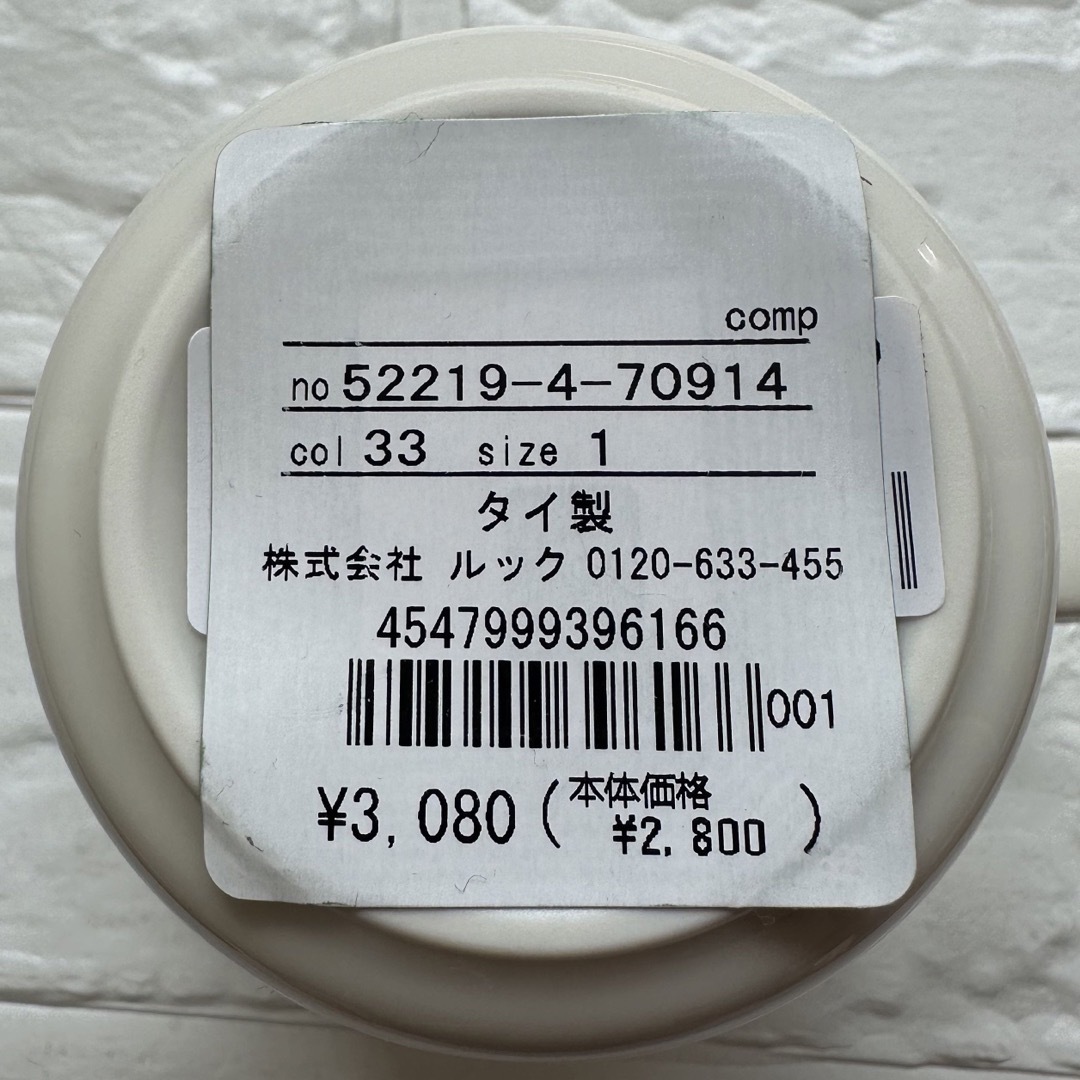 comp
no 52219-4-70914
col 33 size 1
タイ製
株式会社 ルック 0120-633-455
4547999396166
001
¥3,080(本体価格
¥2,800)